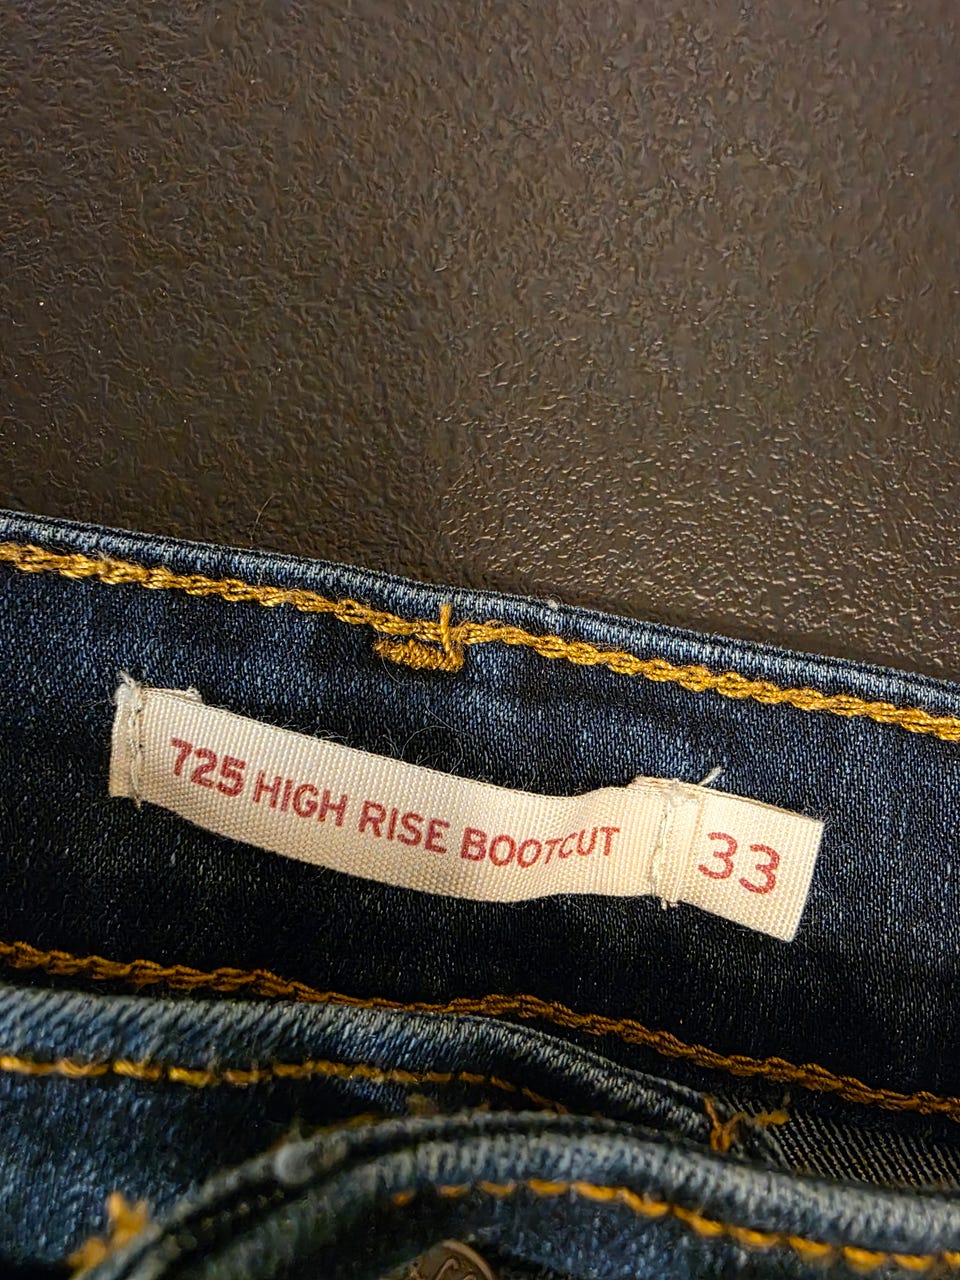 725 HIGH RISE BOOTCUT 33